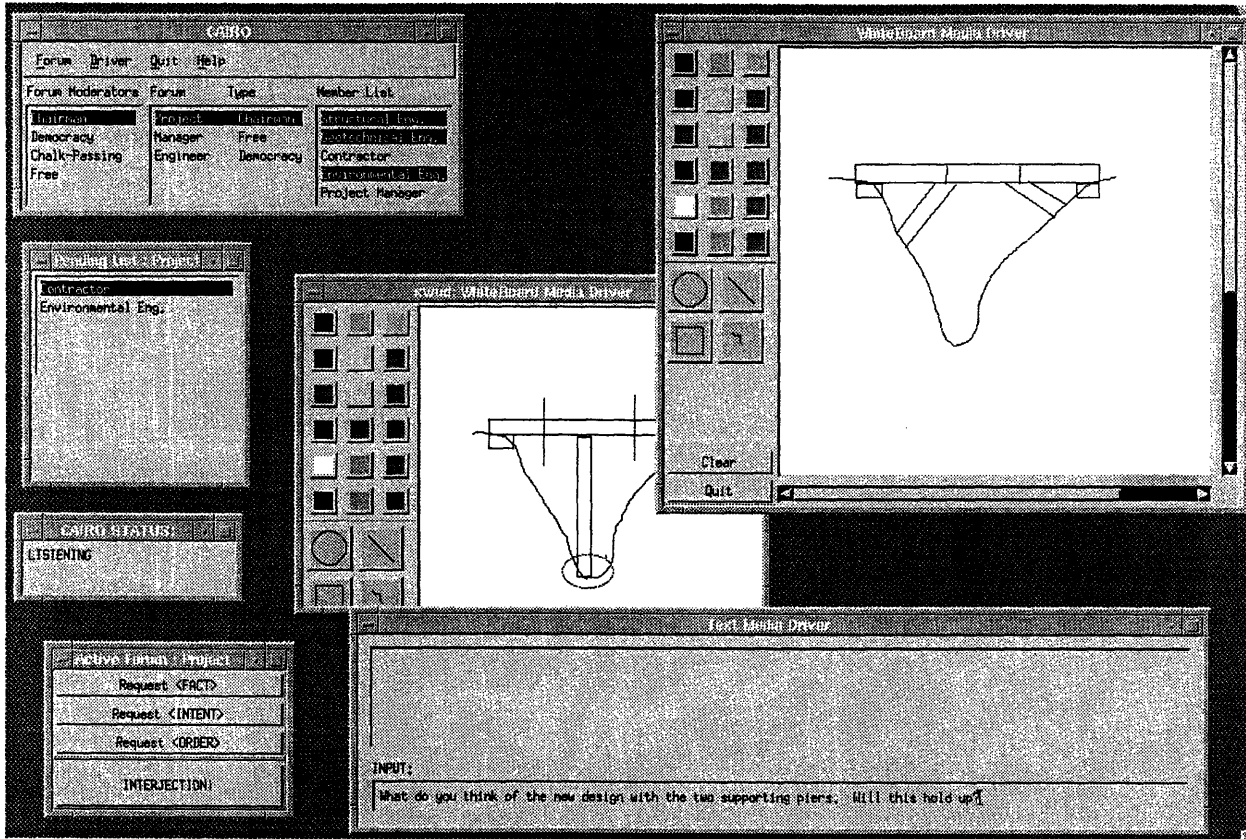 CAIRO
Forum Driver Quit Help
Forum Moderators Forum Type Member List
Chairman Project Chairman Structural Eng.
Democracy Manager Free Geotechnical Eng.
Chalk-Passing Engineer Democracy Contractor
Free Environmental Eng.
Project Manager
WhiteBoard Media Driver
Clear
Quit
Pending List : Project
Contractor
Environmental Eng.
xwud: WhiteBoard Media Driver
CAIRO STATUS:
LISTENING
Active Forum : Project
Request <FACT>
Request <INTENT>
Request <ORDER>
INTERJECTION!
Text Media Driver
INPUT:
What do you think of the new design with the two supporting piers. Will this hold up?